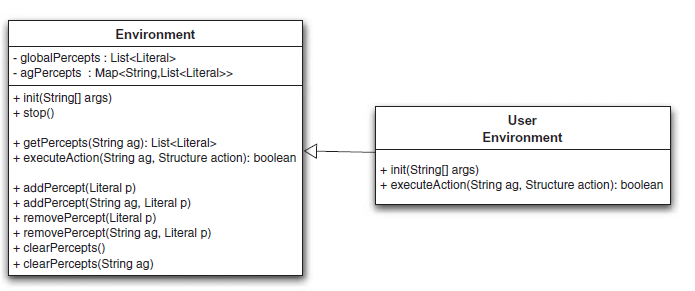 Environment
- globalPercepts : List<Literal>
- agPercepts : Map<String,List<Literal>>
+ init(String[] args)
+ stop()
+ getPercepts(String ag): List<Literal>
+ executeAction(String ag, Structure action): boolean
+ addPercept(Literal p)
+ addPercept(String ag, Literal p)
+ removePercept(Literal p)
+ removePercept(String ag, Literal p)
+ clearPercepts()
+ clearPercepts(String ag)
User
Environment
+ init(String[] args)
+ executeAction(String ag, Structure action): boolean